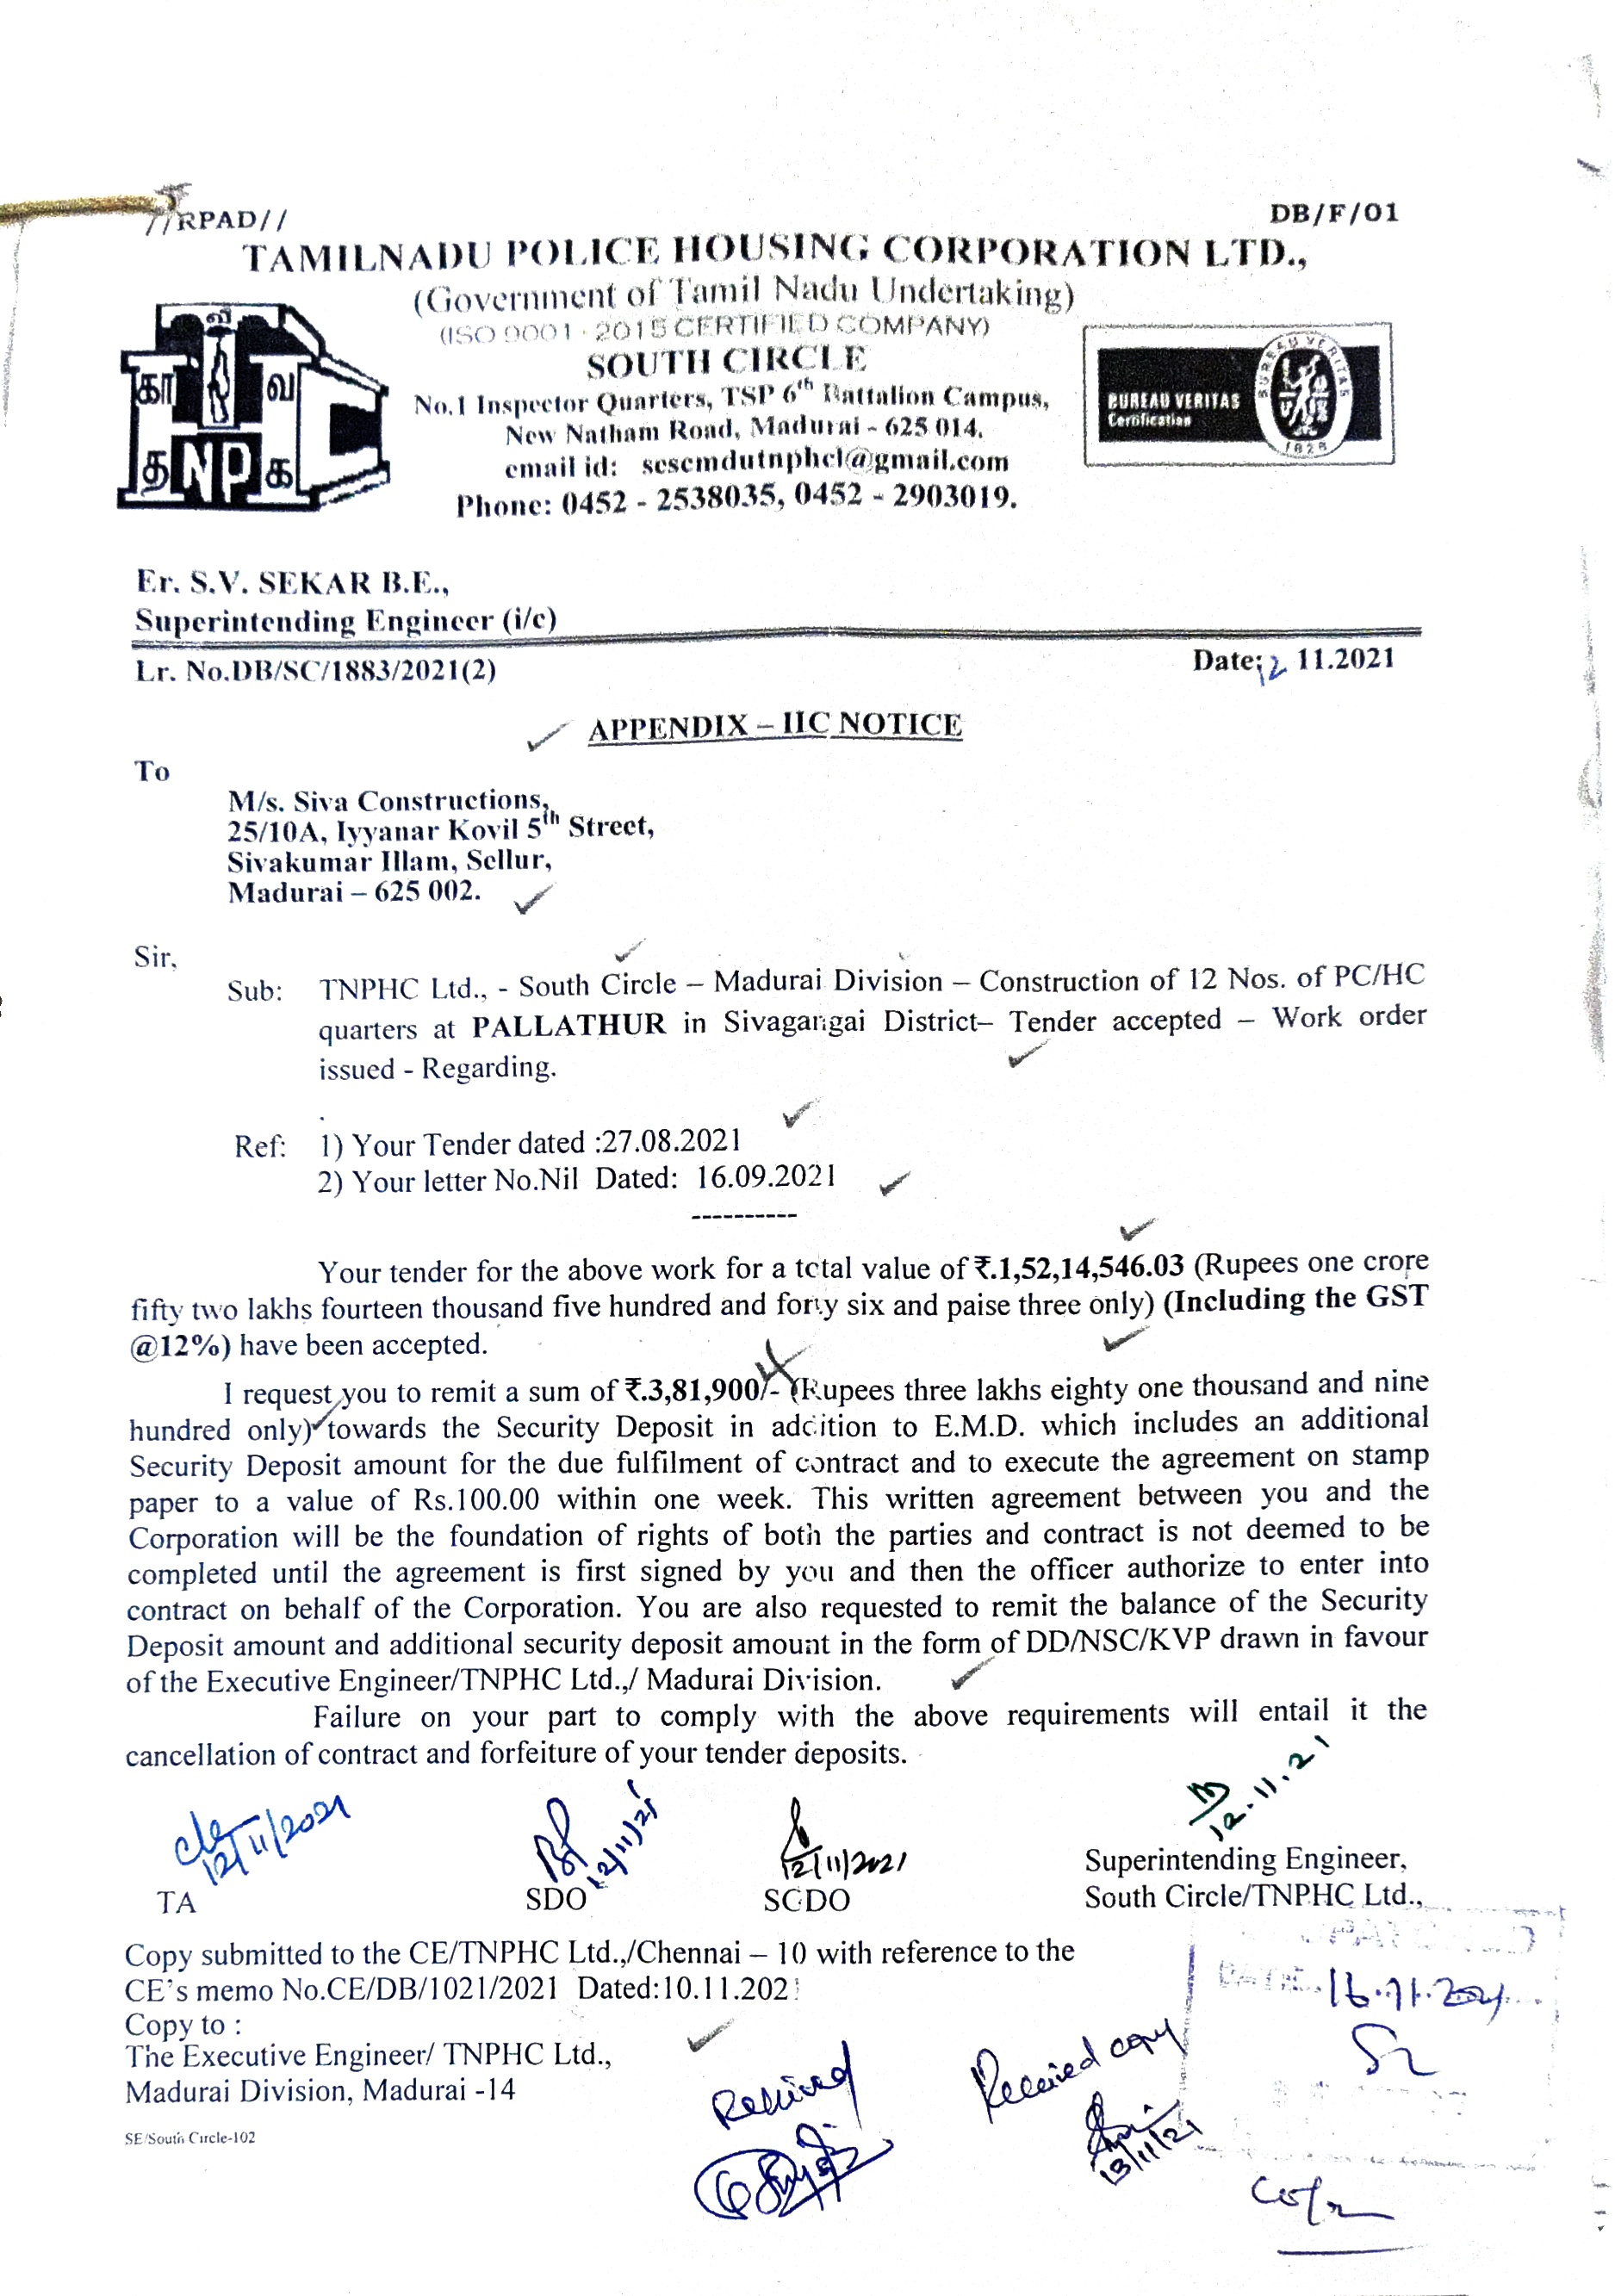 //RPAD//
DB/F/01
TAMILNADU POLICE HOUSING CORPORATION LTD.,
(Government of Tamil Nadu Undertaking)
(ISO 9001 : 2015 CERTIFIED COMPANY)
SOUTH CIRCLE
No.1 Inspector Quarters, TSP 6th Battalion Campus,
New Natham Road, Madurai - 625 014.
email id: sescmdutnphcl@gmail.com
Phone: 0452 - 2538035, 0452 - 2903019.
கா வ
த NP க
BUREAU VERITAS
Certification
BUREAU VERITAS
1828
Er. S.V. SEKAR B.E.,
Superintending Engineer (i/c)
Lr. No.DB/SC/1883/2021(2)
Date: 12 11.2021
APPENDIX – IIC NOTICE
To
M/s. Siva Constructions,
25/10A, Iyyanar Kovil 5th Street,
Sivakumar Illam, Sellur,
Madurai – 625 002.
Sir,
Sub: TNPHC Ltd., - South Circle – Madurai Division – Construction of 12 Nos. of PC/HC
quarters at PALLATHUR in Sivagangai District– Tender accepted – Work order
issued - Regarding.
Ref: 1) Your Tender dated :27.08.2021
2) Your letter No.Nil Dated: 16.09.2021
----------
Your tender for the above work for a total value of ₹.1,52,14,546.03 (Rupees one crore
fifty two lakhs fourteen thousand five hundred and forty six and paise three only) (Including the GST
@12%) have been accepted.
I request you to remit a sum of ₹.3,81,900/- (Rupees three lakhs eighty one thousand and nine
hundred only) towards the Security Deposit in addition to E.M.D. which includes an additional
Security Deposit amount for the due fulfilment of contract and to execute the agreement on stamp
paper to a value of Rs.100.00 within one week. This written agreement between you and the
Corporation will be the foundation of rights of both the parties and contract is not deemed to be
completed until the agreement is first signed by you and then the officer authorize to enter into
contract on behalf of the Corporation. You are also requested to remit the balance of the Security
Deposit amount and additional security deposit amount in the form of DD/NSC/KVP drawn in favour
of the Executive Engineer/TNPHC Ltd.,/ Madurai Division.
Failure on your part to comply with the above requirements will entail it the
cancellation of contract and forfeiture of your tender deposits.
12/11/2021
12/11/21
12/11/2021
12.11.21
TA
SDO
SCDO
Superintending Engineer,
South Circle/TNPHC Ltd.,
Copy submitted to the CE/TNPHC Ltd.,/Chennai – 10 with reference to the
CE's memo No.CE/DB/1021/2021 Dated:10.11.2021
Copy to :
The Executive Engineer/ TNPHC Ltd.,
Madurai Division, Madurai -14
SE/South Circle-102
DATE 16.11.2021
Received
Received copy
13/11/21